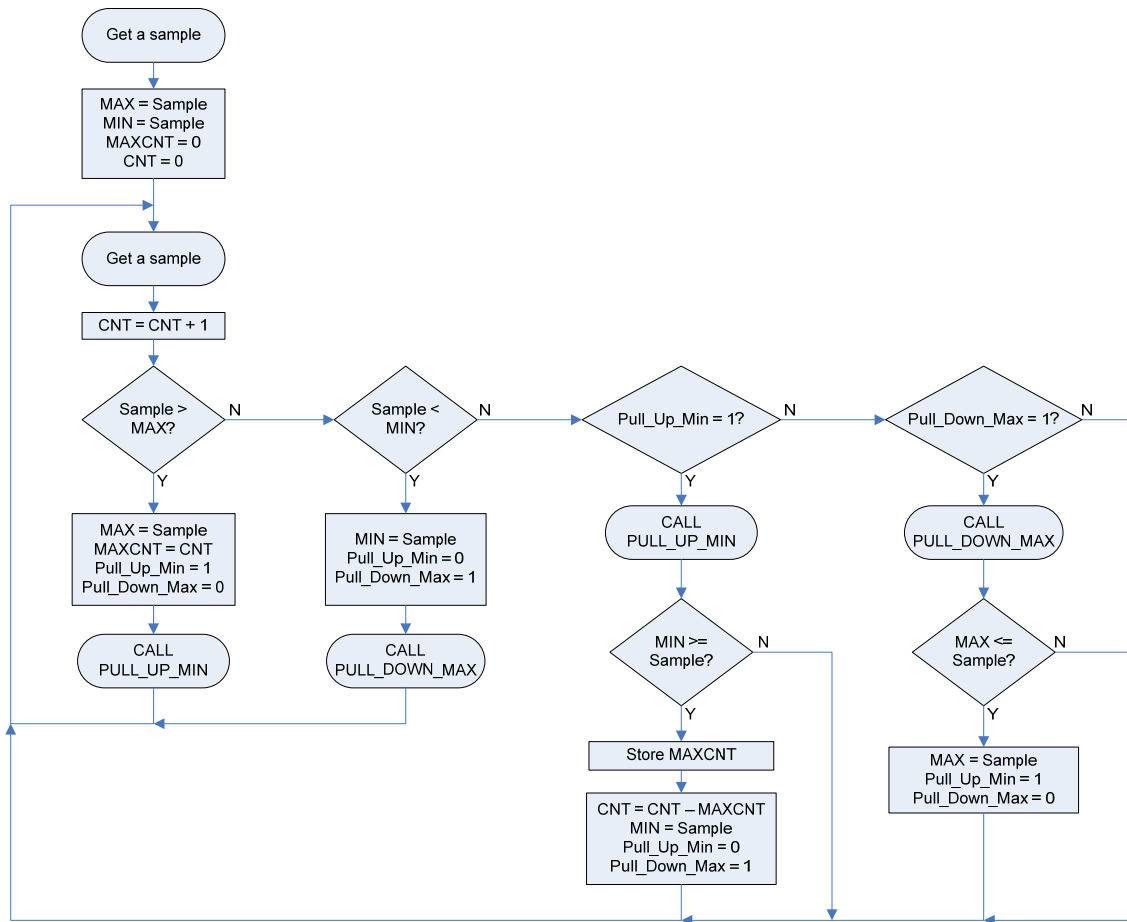 Get a sample
MAX = Sample
MIN = Sample
MAXCNT = 0
CNT = 0
Get a sample
CNT = CNT + 1
Sample >
MAX?
N
Y
Sample <
MIN?
N
Y
Pull_Up_Min = 1?
N
Y
Pull_Down_Max = 1?
N
Y
MAX = Sample
MAXCNT = CNT
Pull_Up_Min = 1
Pull_Down_Max = 0
CALL
PULL_UP_MIN
MIN = Sample
Pull_Up_Min = 0
Pull_Down_Max = 1
CALL
PULL_DOWN_MAX
CALL
PULL_UP_MIN
MIN >=
Sample?
N
Y
Store MAXCNT
CNT = CNT – MAXCNT
MIN = Sample
Pull_Up_Min = 0
Pull_Down_Max = 1
CALL
PULL_DOWN_MAX
MAX <=
Sample?
N
Y
MAX = Sample
Pull_Up_Min = 1
Pull_Down_Max = 0